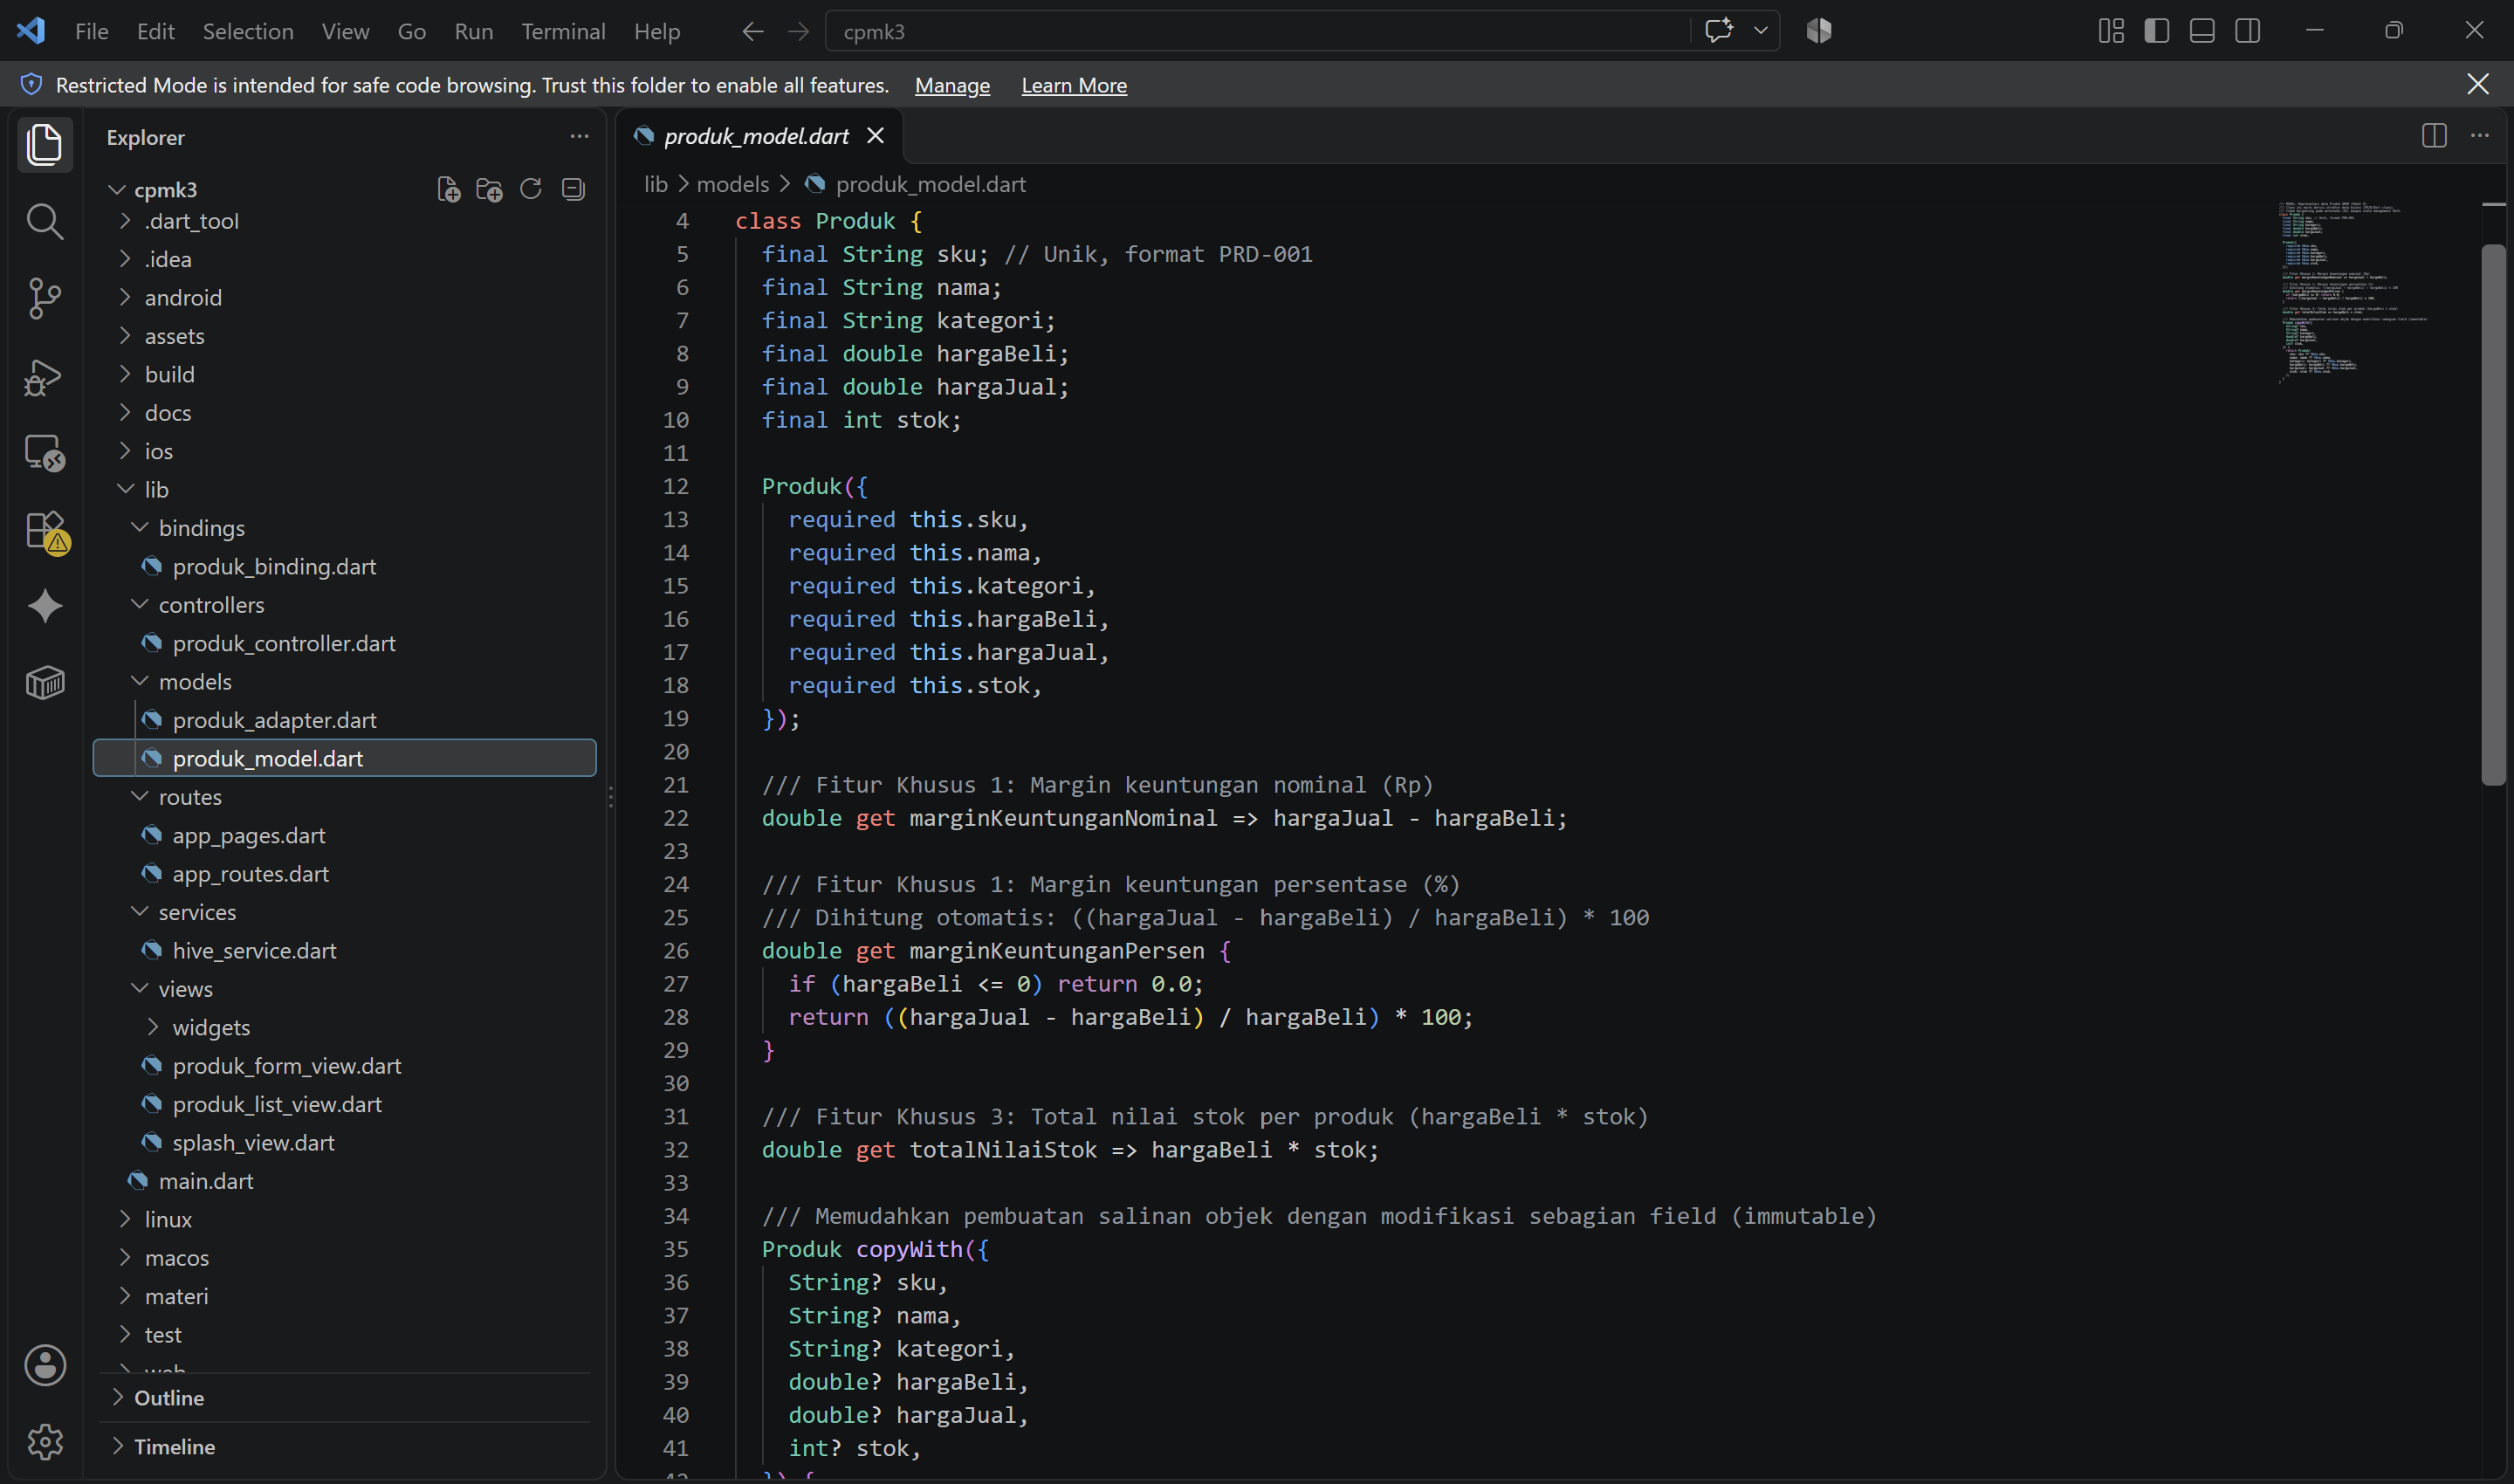 File Edit Selection View Go Run Terminal Help
cpmk3
Restricted Mode is intended for safe code browsing. Trust this folder to enable all features. Manage Learn More
Explorer
cpmk3
.dart_tool
.idea
android
assets
build
docs
ios
lib
bindings
produk_binding.dart
controllers
produk_controller.dart
models
produk_adapter.dart
produk_model.dart
routes
app_pages.dart
app_routes.dart
services
hive_service.dart
views
widgets
produk_form_view.dart
produk_list_view.dart
splash_view.dart
main.dart
linux
macos
materi
test
Outline
Timeline
produk_model.dart
lib > models > produk_model.dart
4 class Produk {
5 final String sku; // Unik, format PRD-001
6 final String nama;
7 final String kategori;
8 final double hargaBeli;
9 final double hargaJual;
10 final int stok;
11
12 Produk({
13 required this.sku,
14 required this.nama,
15 required this.kategori,
16 required this.hargaBeli,
17 required this.hargaJual,
18 required this.stok,
19 });
20
21 /// Fitur Khusus 1: Margin keuntungan nominal (Rp)
22 double get marginKeuntunganNominal => hargaJual - hargaBeli;
23
24 /// Fitur Khusus 1: Margin keuntungan persentase (%)
25 /// Dihitung otomatis: ((hargaJual - hargaBeli) / hargaBeli) * 100
26 double get marginKeuntunganPersen {
27 if (hargaBeli <= 0) return 0.0;
28 return ((hargaJual - hargaBeli) / hargaBeli) * 100;
29 }
30
31 /// Fitur Khusus 3: Total nilai stok per produk (hargaBeli * stok)
32 double get totalNilaiStok => hargaBeli * stok;
33
34 /// Memudahkan pembuatan salinan objek dengan modifikasi sebagian field (immutable)
35 Produk copyWith({
36 String? sku,
37 String? nama,
38 String? kategori,
39 double? hargaBeli,
40 double? hargaJual,
41 int? stok,